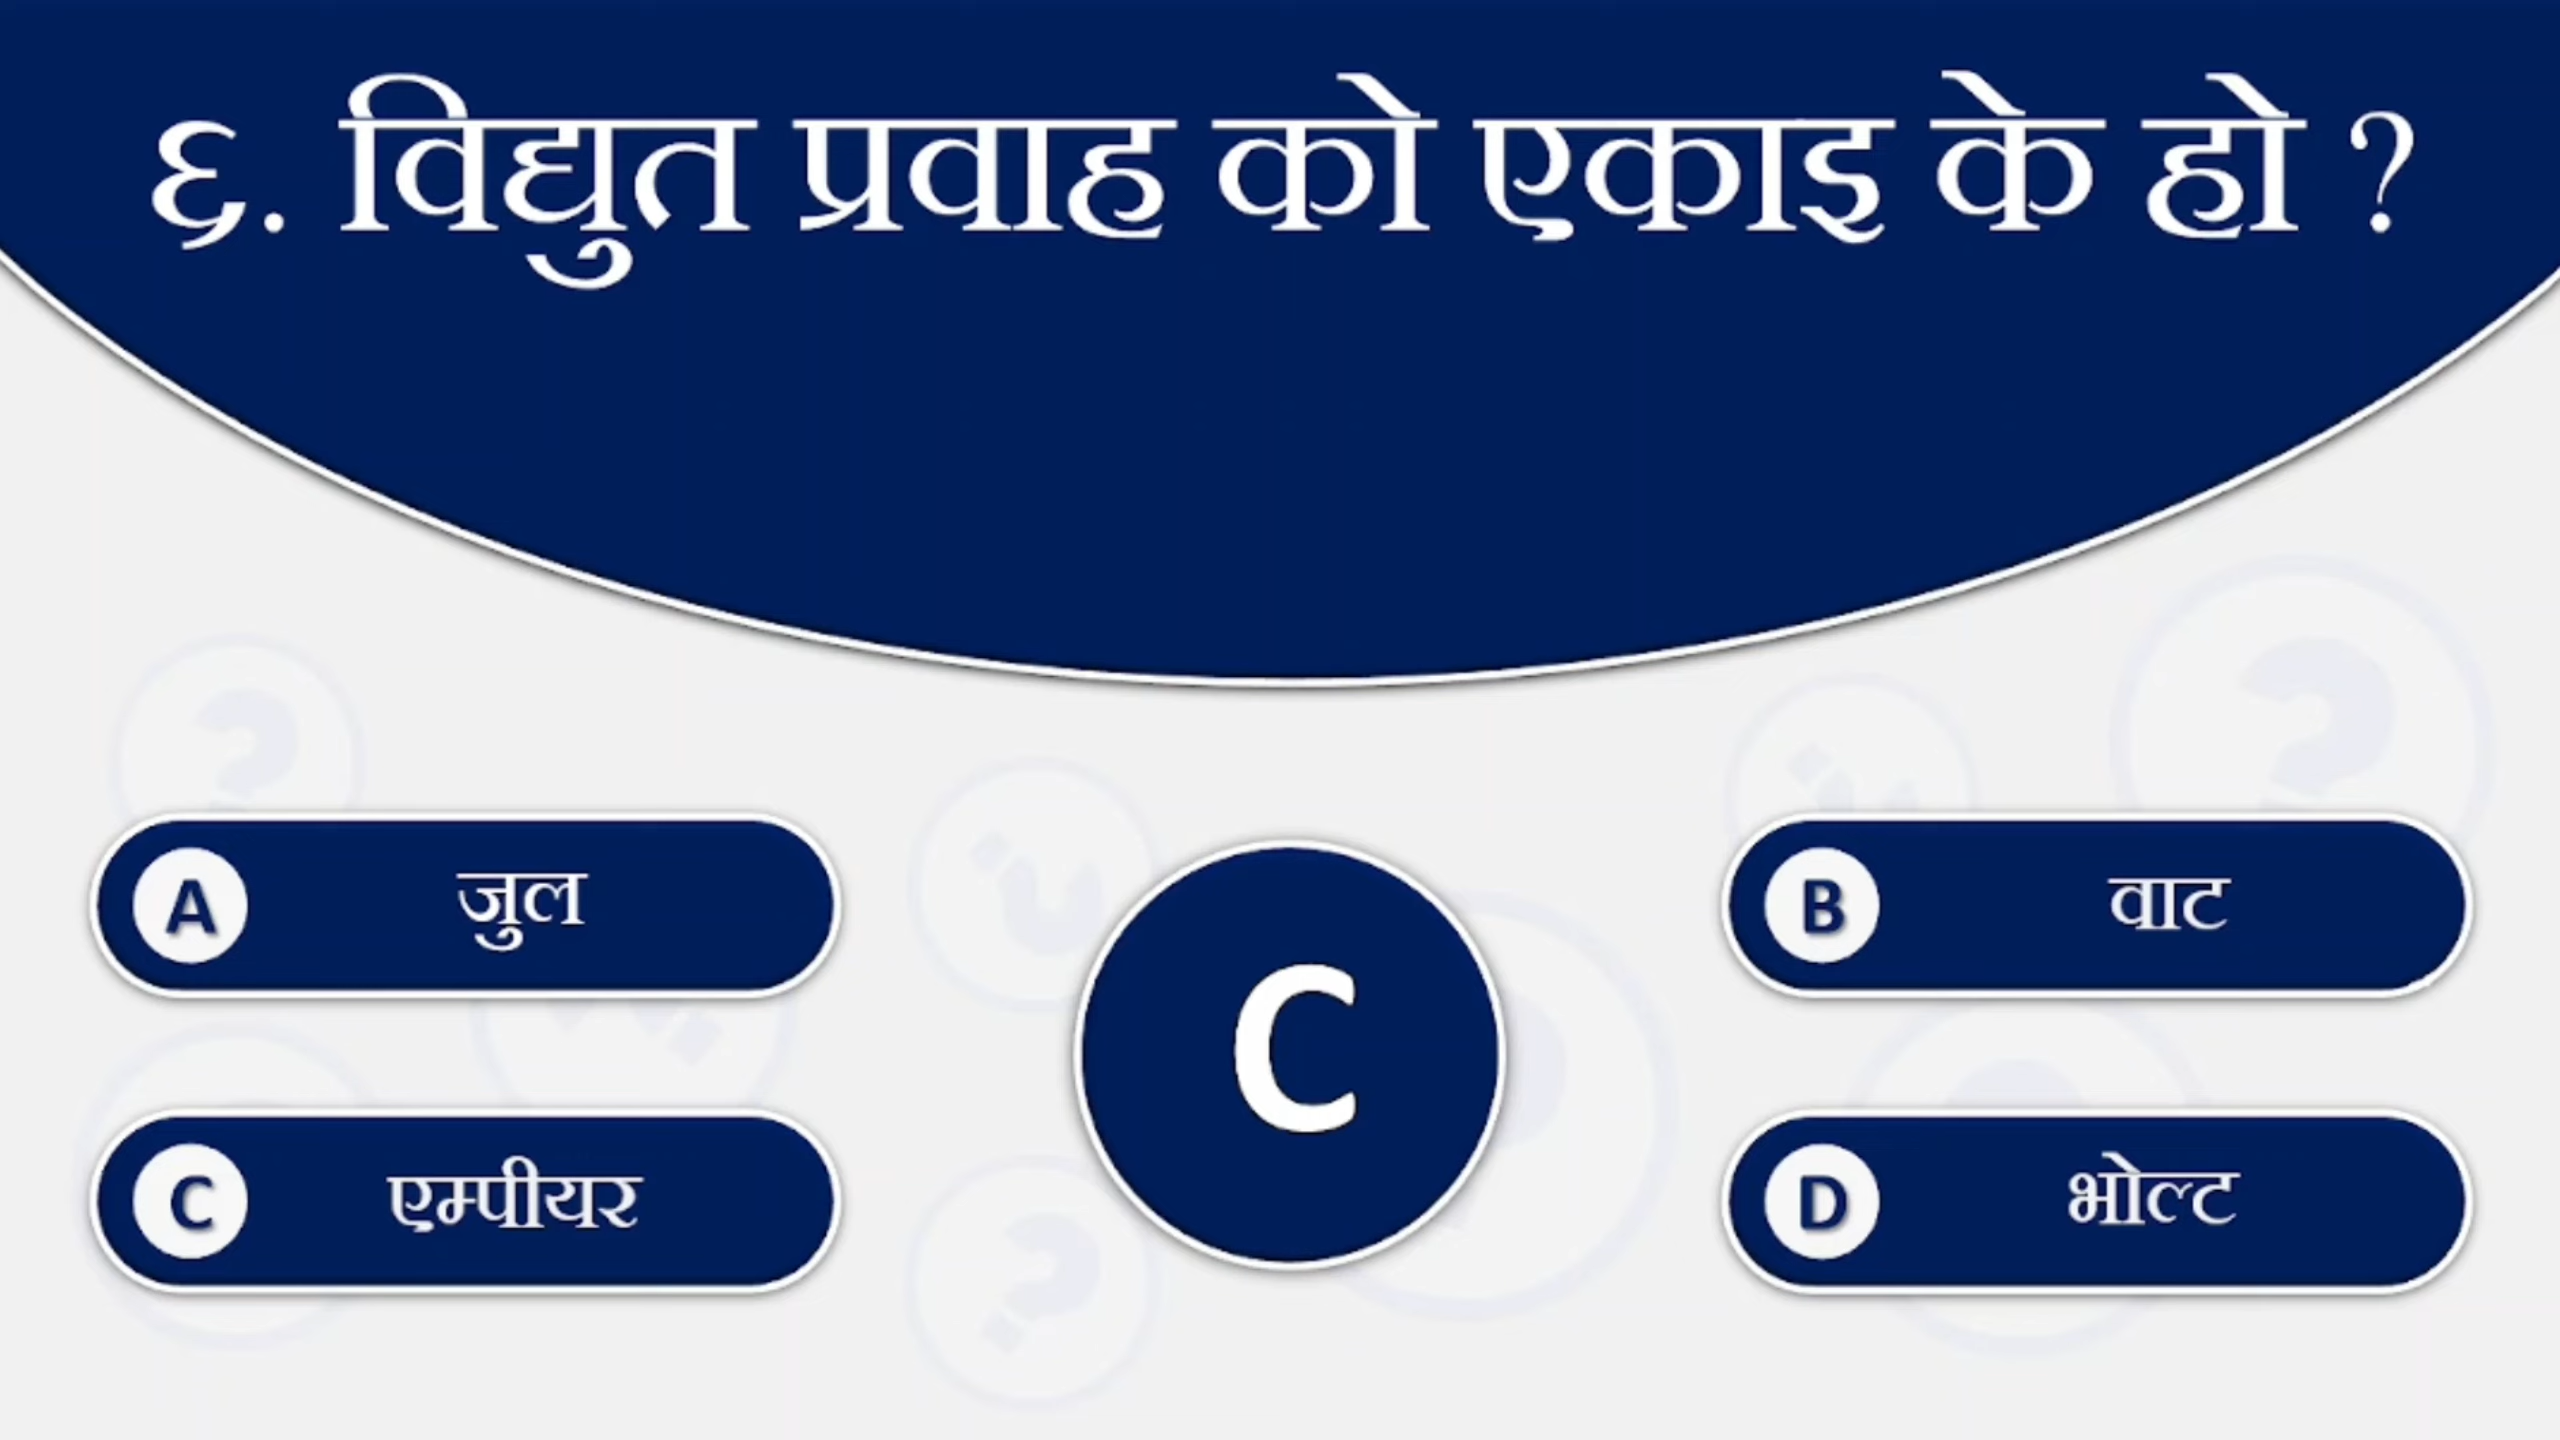 ६. विद्युत प्रवाह को एकाइ के हो ?
A जुल
B वाट
C
C एम्पीयर
D भोल्ट